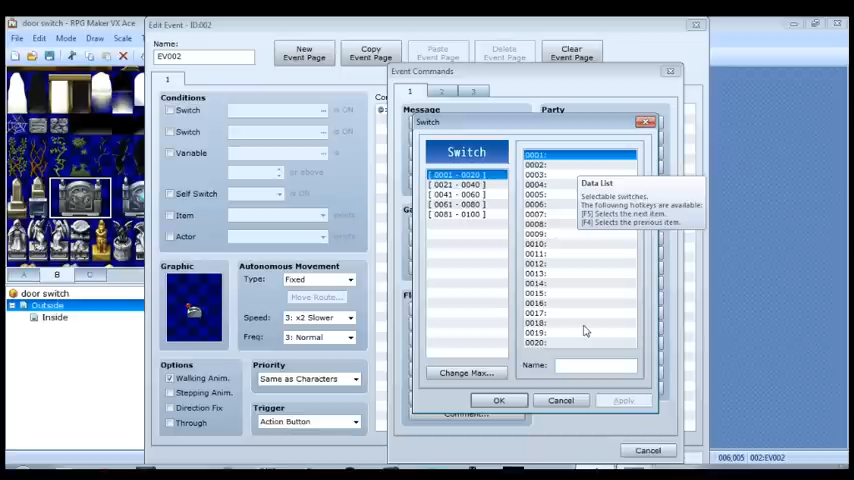 door switch - RPG Maker VX Ace
File Edit Mode Draw Scale
A B C
door switch
Outside
Inside
Edit Event - ID:002
Name:
EV002
New Event Page
Copy Event Page
Paste Event Page
Delete Event Page
Clear Event Page
1
Conditions
Switch ... is ON
Switch ... is ON
Variable ... is
or above
Self Switch is ON
Item exists
Actor exists
Graphic
Autonomous Movement
Type: Fixed
Move Route...
Speed: 3: x2 Slower
Freq: 3: Normal
Options
Walking Anim.
Stepping Anim.
Direction Fix
Through
Priority
Same as Characters
Trigger
Action Button
Event Commands
1 2 3
Message
Party
Switch
Switch
[ 0001 - 0020 ]
[ 0021 - 0040 ]
[ 0041 - 0060 ]
[ 0061 - 0080 ]
[ 0081 - 0100 ]
Change Max...
0001:
0002:
0003:
0004:
0005:
0006:
0007:
0008:
0009:
0010:
0011:
0012:
0013:
0014:
0015:
0016:
0017:
0018:
0019:
0020:
Name:
Data List
Selectable switches.
The following hotkeys are available:
[F5] Selects the next item.
[F4] Selects the previous item.
OK Cancel Apply
Comment...
Cancel
006,005 002:EV002